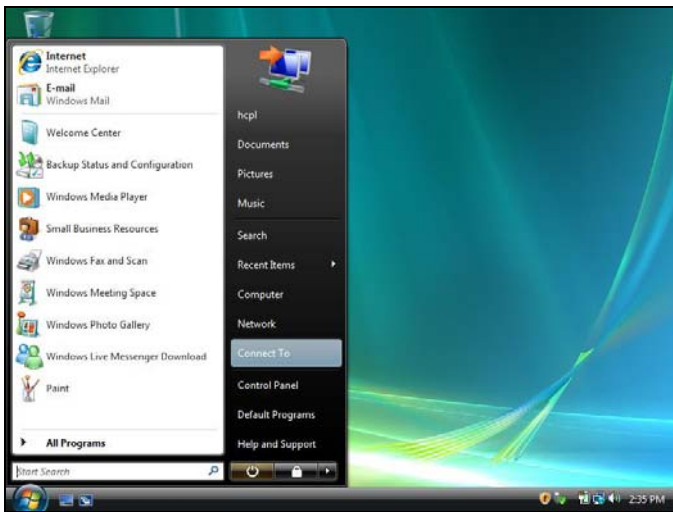 Internet
Internet Explorer
E-mail
Windows Mail
Welcome Center
Backup Status and Configuration
Windows Media Player
Small Business Resources
Windows Fax and Scan
Windows Meeting Space
Windows Photo Gallery
Windows Live Messenger Download
Paint
All Programs
Start Search
hcpl
Documents
Pictures
Music
Search
Recent Items
Computer
Network
Connect To
Control Panel
Default Programs
Help and Support
2:35 PM